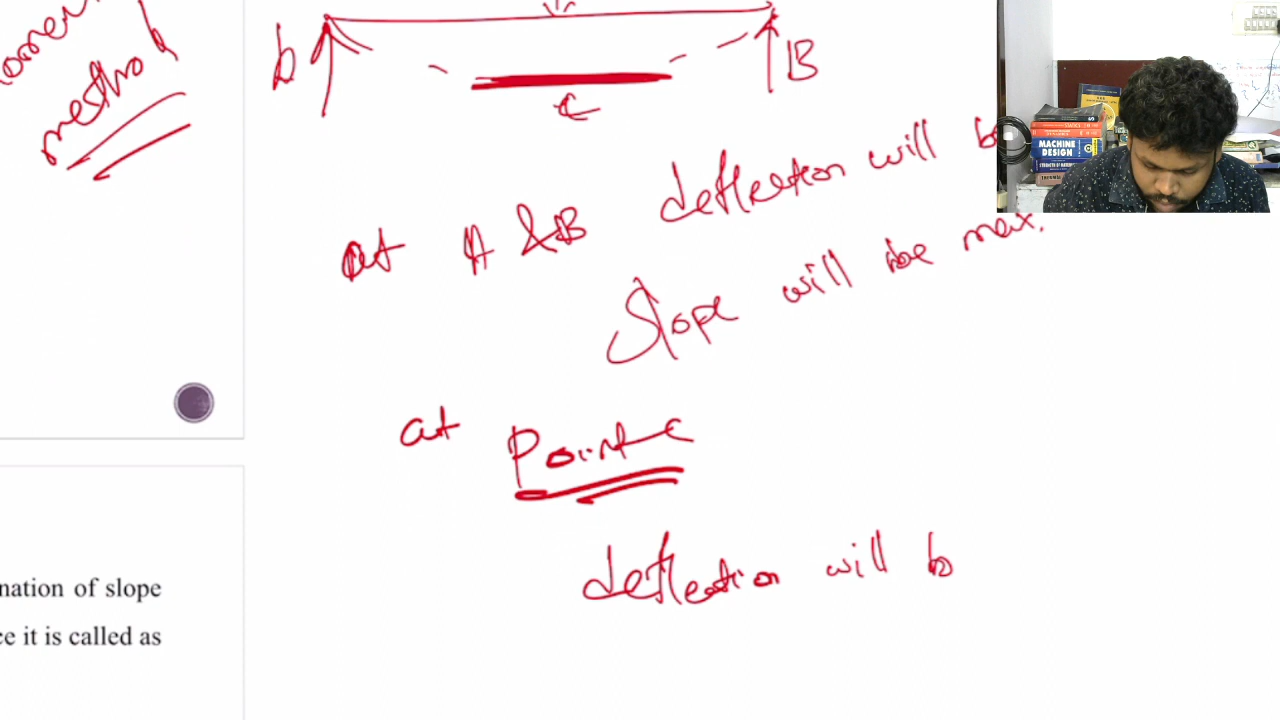 method
B
C
at A & B deflection will be
Slope will be max.
at Point C
deflection will b
nation of slope
ce it is called as
MACHINE
DESIGN